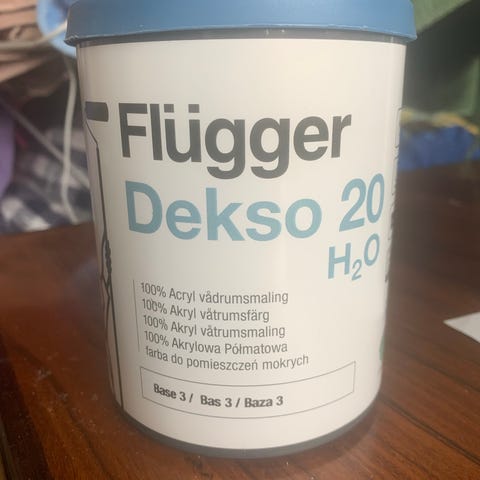 Flügger
Dekso 20
H₂O
100% Acryl vådrumsmaling
100% Akryl våtrumsfärg
100% Akryl våtrumsmaling
100% Akrylowa Półmatowa
farba do pomieszczeń mokrych
Base 3 / Bas 3 / Baza 3